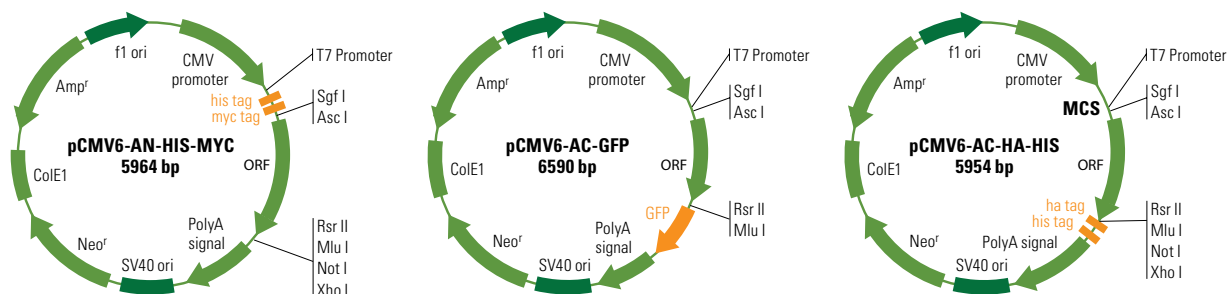 f1 ori
CMV
promoter
T7 Promoter
Ampʳ
his tag
myc tag
Sgf I
Asc I
pCMV6-AN-HIS-MYC
5964 bp
ColE1
ORF
PolyA
signal
Neoʳ
SV40 ori
Rsr II
Mlu I
Not I
Xho I
f1 ori
CMV
promoter
T7 Promoter
Ampʳ
Sgf I
Asc I
pCMV6-AC-GFP
6590 bp
ColE1
ORF
GFP
PolyA
signal
Neoʳ
SV40 ori
Rsr II
Mlu I
f1 ori
CMV
promoter
T7 Promoter
Ampʳ
MCS
Sgf I
Asc I
pCMV6-AC-HA-HIS
5954 bp
ColE1
ORF
ha tag
his tag
PolyA signal
Neoʳ
SV40 ori
Rsr II
Mlu I
Not I
Xho I